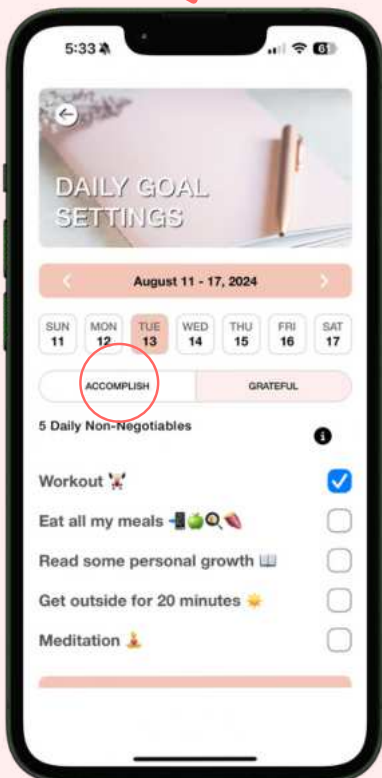 5:33
61
DAILY GOAL
SETTINGS
August 11 - 17, 2024
SUN MON TUE WED THU FRI SAT
11 12 13 14 15 16 17
ACCOMPLISH GRATEFUL
5 Daily Non-Negotiables
Workout 🏋️
Eat all my meals 📲🍏🍳🍠
Read some personal growth 📖
Get outside for 20 minutes ☀️
Meditation 🧘